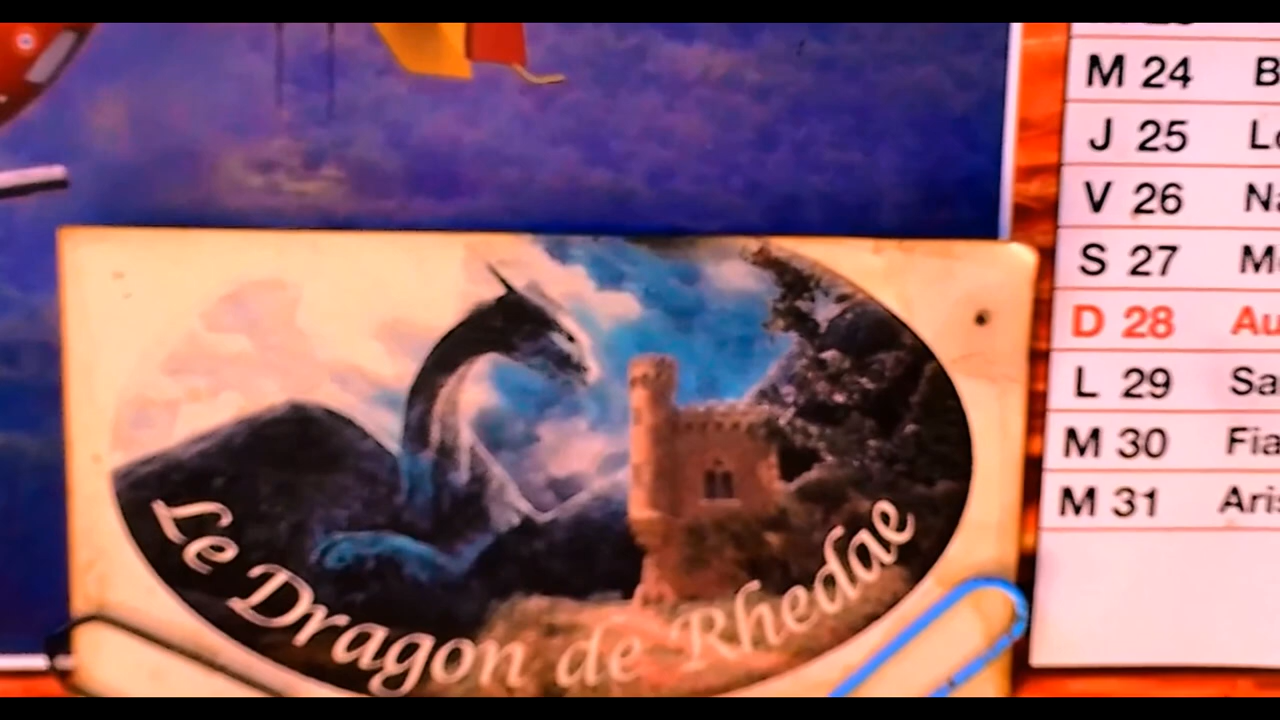 Le Dragon de Rhedae
M 24 B
J 25
V 26
S 27
D 28
L 29
M 30
M 31